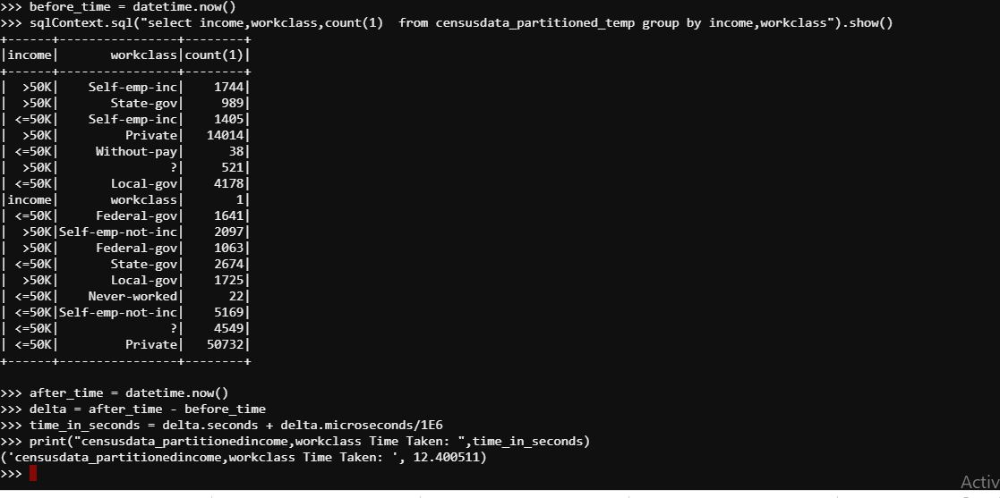 >>> before_time = datetime.now()
>>> sqlContext.sql("select income,workclass,count(1)  from censusdata_partitioned_temp group by income,workclass").show()
+------+----------------+--------+
|income|       workclass|count(1)|
+------+----------------+--------+
|  >50K|    Self-emp-inc|    1744|
|  >50K|       State-gov|     989|
| <=50K|    Self-emp-inc|    1405|
|  >50K|         Private|   14014|
| <=50K|     Without-pay|      38|
|  >50K|               ?|     521|
| <=50K|       Local-gov|    4178|
|income|       workclass|       1|
| <=50K|     Federal-gov|    1641|
|  >50K|Self-emp-not-inc|    2097|
|  >50K|     Federal-gov|    1063|
| <=50K|       State-gov|    2674|
|  >50K|       Local-gov|    1725|
| <=50K|    Never-worked|      22|
| <=50K|Self-emp-not-inc|    5169|
| <=50K|               ?|    4549|
| <=50K|         Private|   50732|
+------+----------------+--------+
>>> after_time = datetime.now()
>>> delta = after_time - before_time
>>> time_in_seconds = delta.seconds + delta.microseconds/1E6
>>> print("censusdata_partitionedincome,workclass Time Taken: ",time_in_seconds)
('censusdata_partitionedincome,workclass Time Taken: ', 12.400511)
>>>
Activ